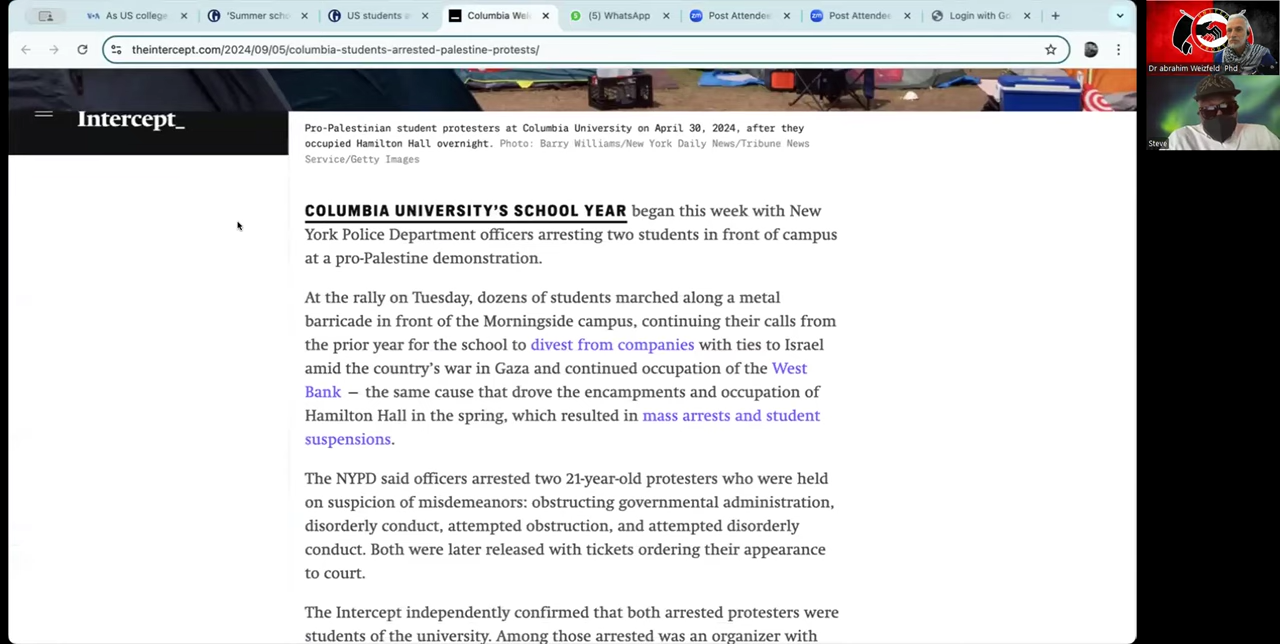 As US college
'Summer scho
US students e
Columbia Wel
(5) WhatsApp
Post Attendee
Post Attende
Login with Go
theintercept.com/2024/09/05/columbia-students-arrested-palestine-protests/
Intercept_
Pro-Palestinian student protesters at Columbia University on April 30, 2024, after they
occupied Hamilton Hall overnight. Photo: Barry Williams/New York Daily News/Tribune News
Service/Getty Images
COLUMBIA UNIVERSITY'S SCHOOL YEAR began this week with New
York Police Department officers arresting two students in front of campus
at a pro-Palestine demonstration.
At the rally on Tuesday, dozens of students marched along a metal
barricade in front of the Morningside campus, continuing their calls from
the prior year for the school to divest from companies with ties to Israel
amid the country's war in Gaza and continued occupation of the West
Bank — the same cause that drove the encampments and occupation of
Hamilton Hall in the spring, which resulted in mass arrests and student
suspensions.
The NYPD said officers arrested two 21-year-old protesters who were held
on suspicion of misdemeanors: obstructing governmental administration,
disorderly conduct, attempted obstruction, and attempted disorderly
conduct. Both were later released with tickets ordering their appearance
to court.
The Intercept independently confirmed that both arrested protesters were
students of the university. Among those arrested was an organizer with
Dr abrahim Weizfeld Phd
Steve